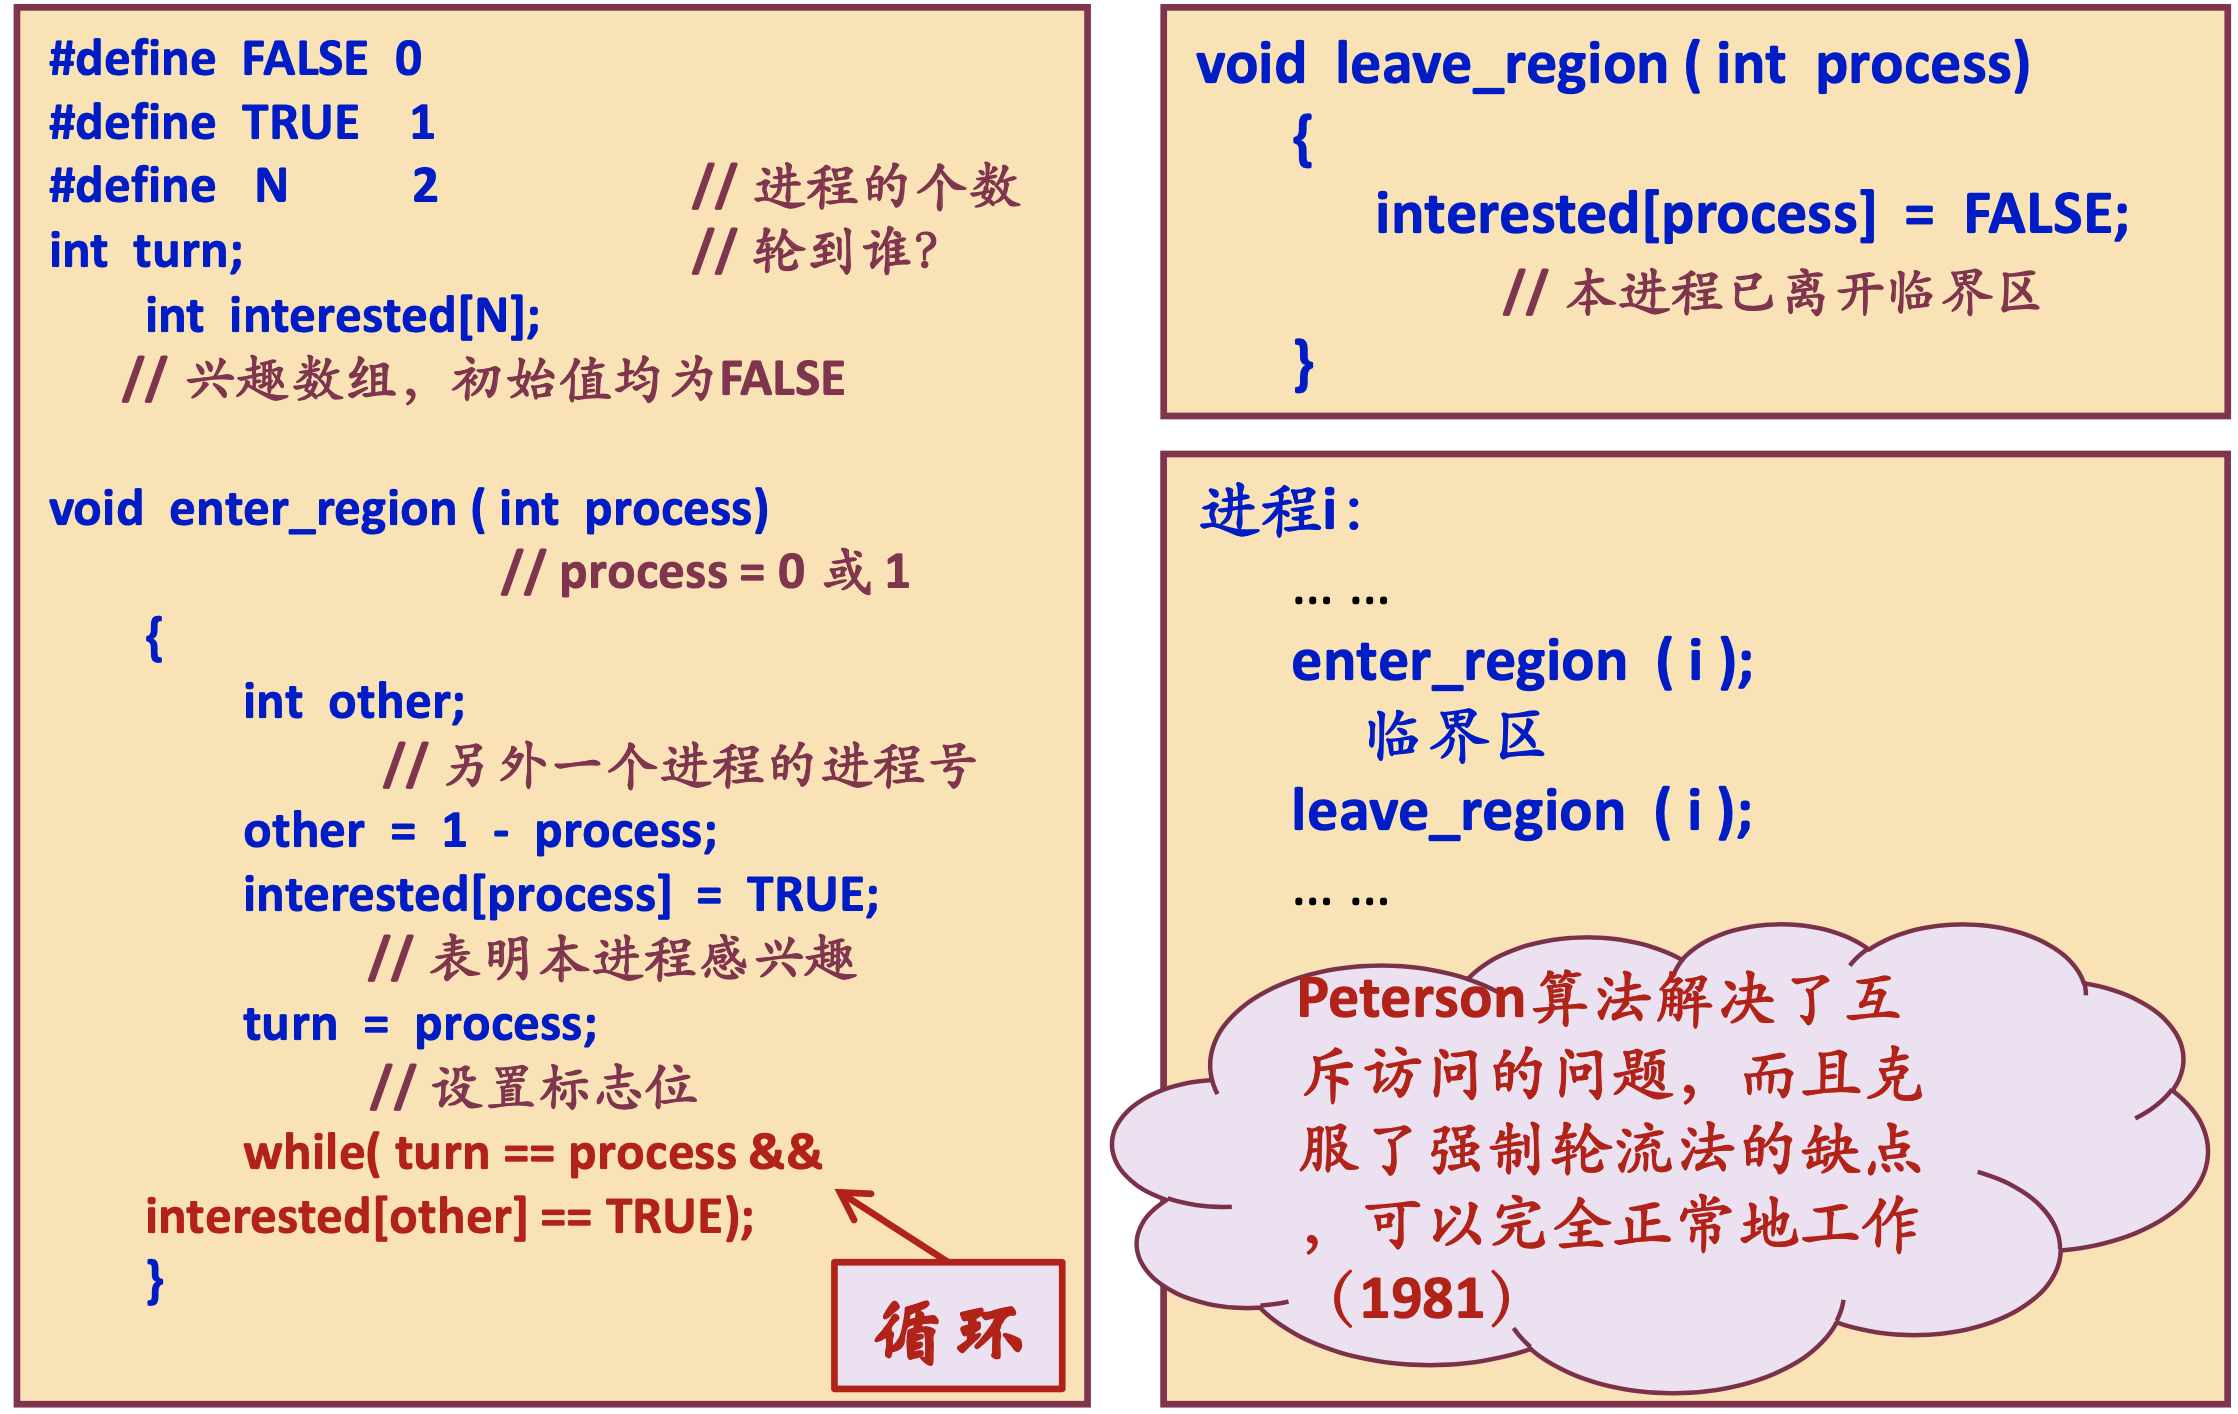 #define FALSE 0
#define TRUE 1
#define N 2 // 进程的个数
int turn; // 轮到谁?
int interested[N];
// 兴趣数组，初始值均为FALSE
void enter_region ( int process)
// process = 0 或 1
{
int other;
// 另外一个进程的进程号
other = 1 - process;
interested[process] = TRUE;
// 表明本进程感兴趣
turn = process;
// 设置标志位
while( turn == process &&
interested[other] == TRUE);
}
循环
void leave_region ( int process)
{
interested[process] = FALSE;
// 本进程已离开临界区
}
进程i：
… …
enter_region ( i );
临界区
leave_region ( i );
… …
Peterson算法解决了互
斥访问的问题，而且克
服了强制轮流法的缺点
，可以完全正常地工作
（1981）